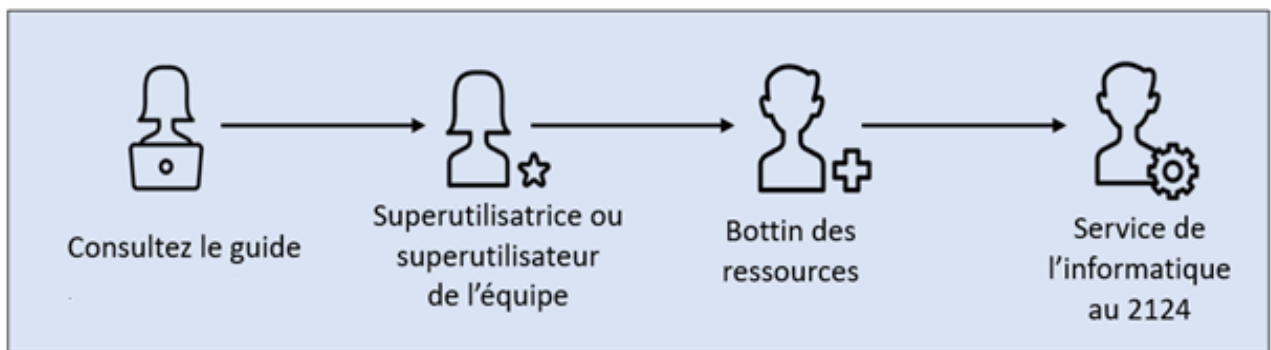 Consultez le guide
Superutilisatrice ou
superutilisateur
de l'équipe
Bottin des
ressources
Service de
l'informatique
au 2124